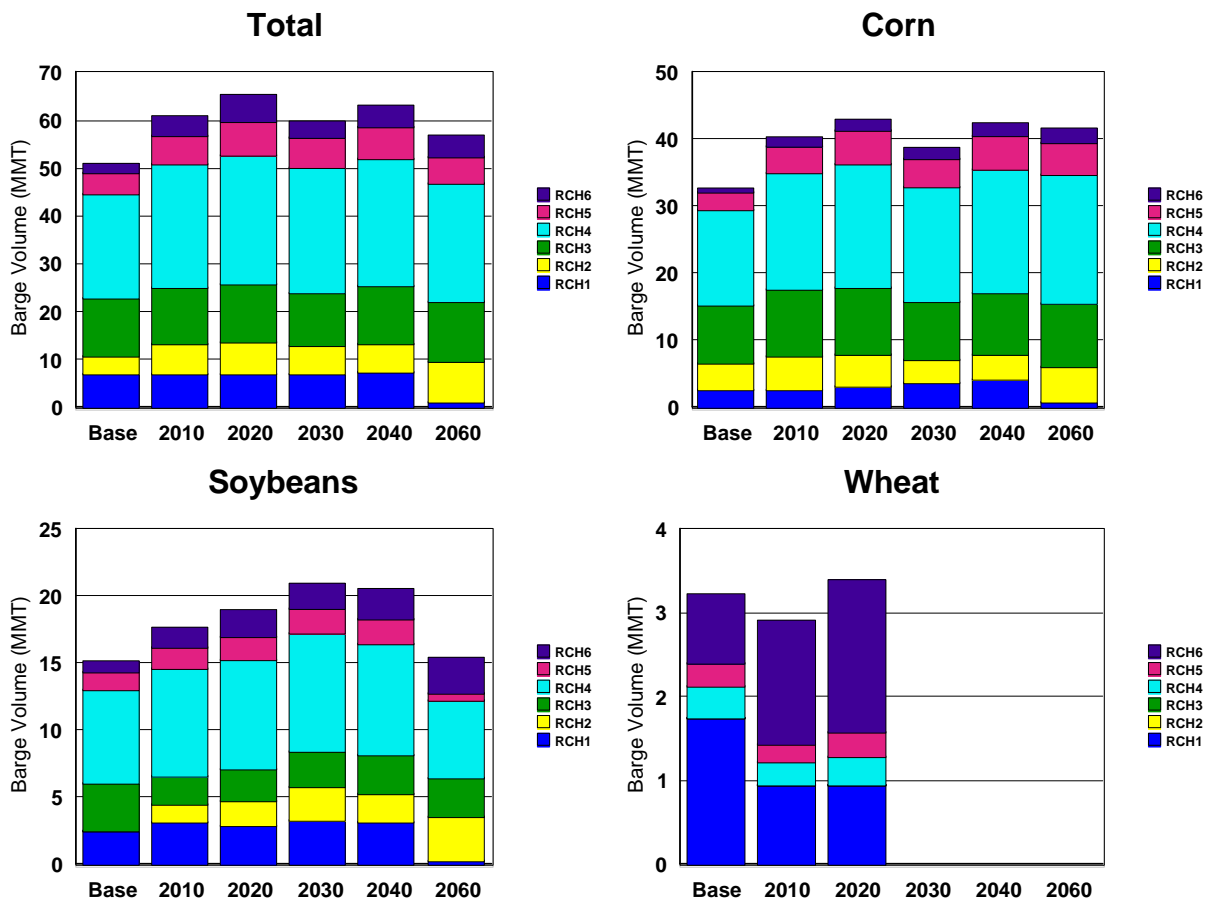 Total
Barge Volume (MMT)
70
60
50
40
30
20
10
0
Base 2010 2020 2030 2040 2060
RCH6
RCH5
RCH4
RCH3
RCH2
RCH1
Corn
Barge Volume (MMT)
50
40
30
20
10
0
Base 2010 2020 2030 2040 2060
RCH6
RCH5
RCH4
RCH3
RCH2
RCH1
Soybeans
Barge Volume (MMT)
25
20
15
10
5
0
Base 2010 2020 2030 2040 2060
RCH6
RCH5
RCH4
RCH3
RCH2
RCH1
Wheat
Barge Volume (MMT)
4
3
2
1
0
Base 2010 2020 2030 2040 2060
RCH6
RCH5
RCH4
RCH3
RCH2
RCH1